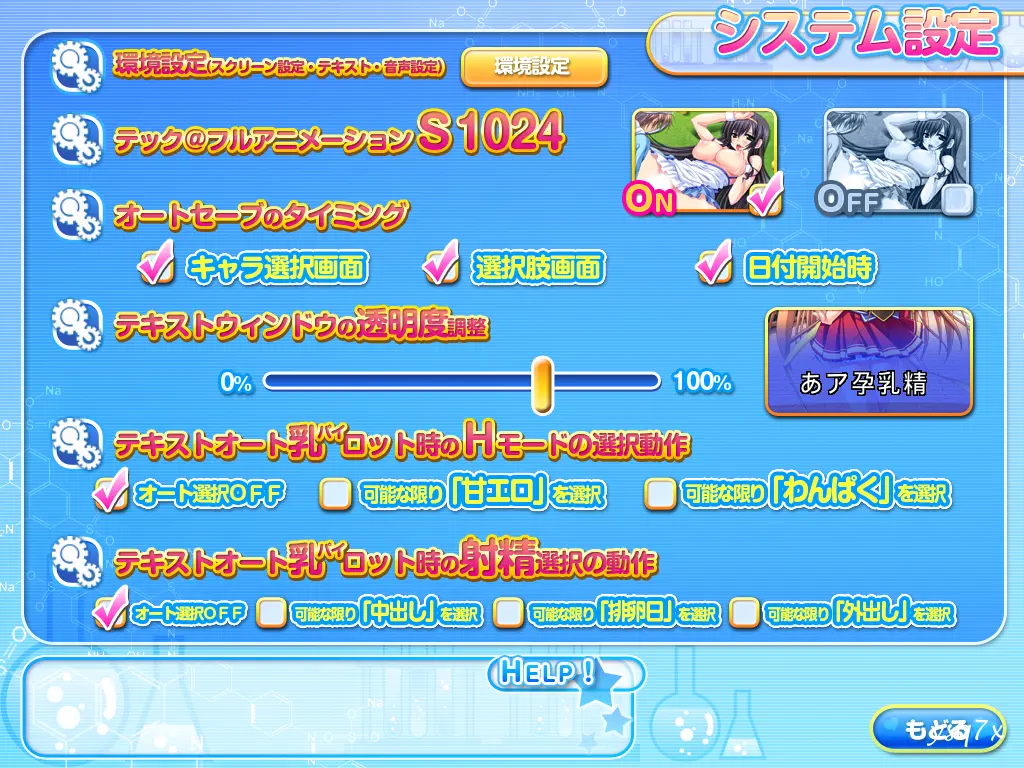 システム設定
環境設定(スクリーン設定・テキスト・音声設定)
環境設定
テック@フルアニメーション S1024
ON
OFF
オートセーブのタイミング
キャラ選択画面
選択肢画面
日付開始時
テキストウィンドウの透明度調整
0%
100%
あア孕乳精
テキストオート乳パイロット時のHモードの選択動作
オート選択OFF
可能な限り「甘エロ」を選択
可能な限り「わんぱく」を選択
テキストオート乳パイロット時の射精選択の動作
オート選択OFF
可能な限り「中出し」を選択
可能な限り「排卵日」を選択
可能な限り「外出し」を選択
HELP!
もどる